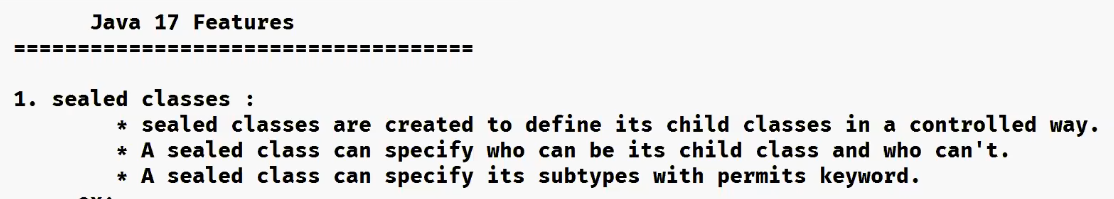 Java 17 Features
====================================
1. sealed classes :
* sealed classes are created to define its child classes in a controlled way.
* A sealed class can specify who can be its child class and who can't.
* A sealed class can specify its subtypes with permits keyword.